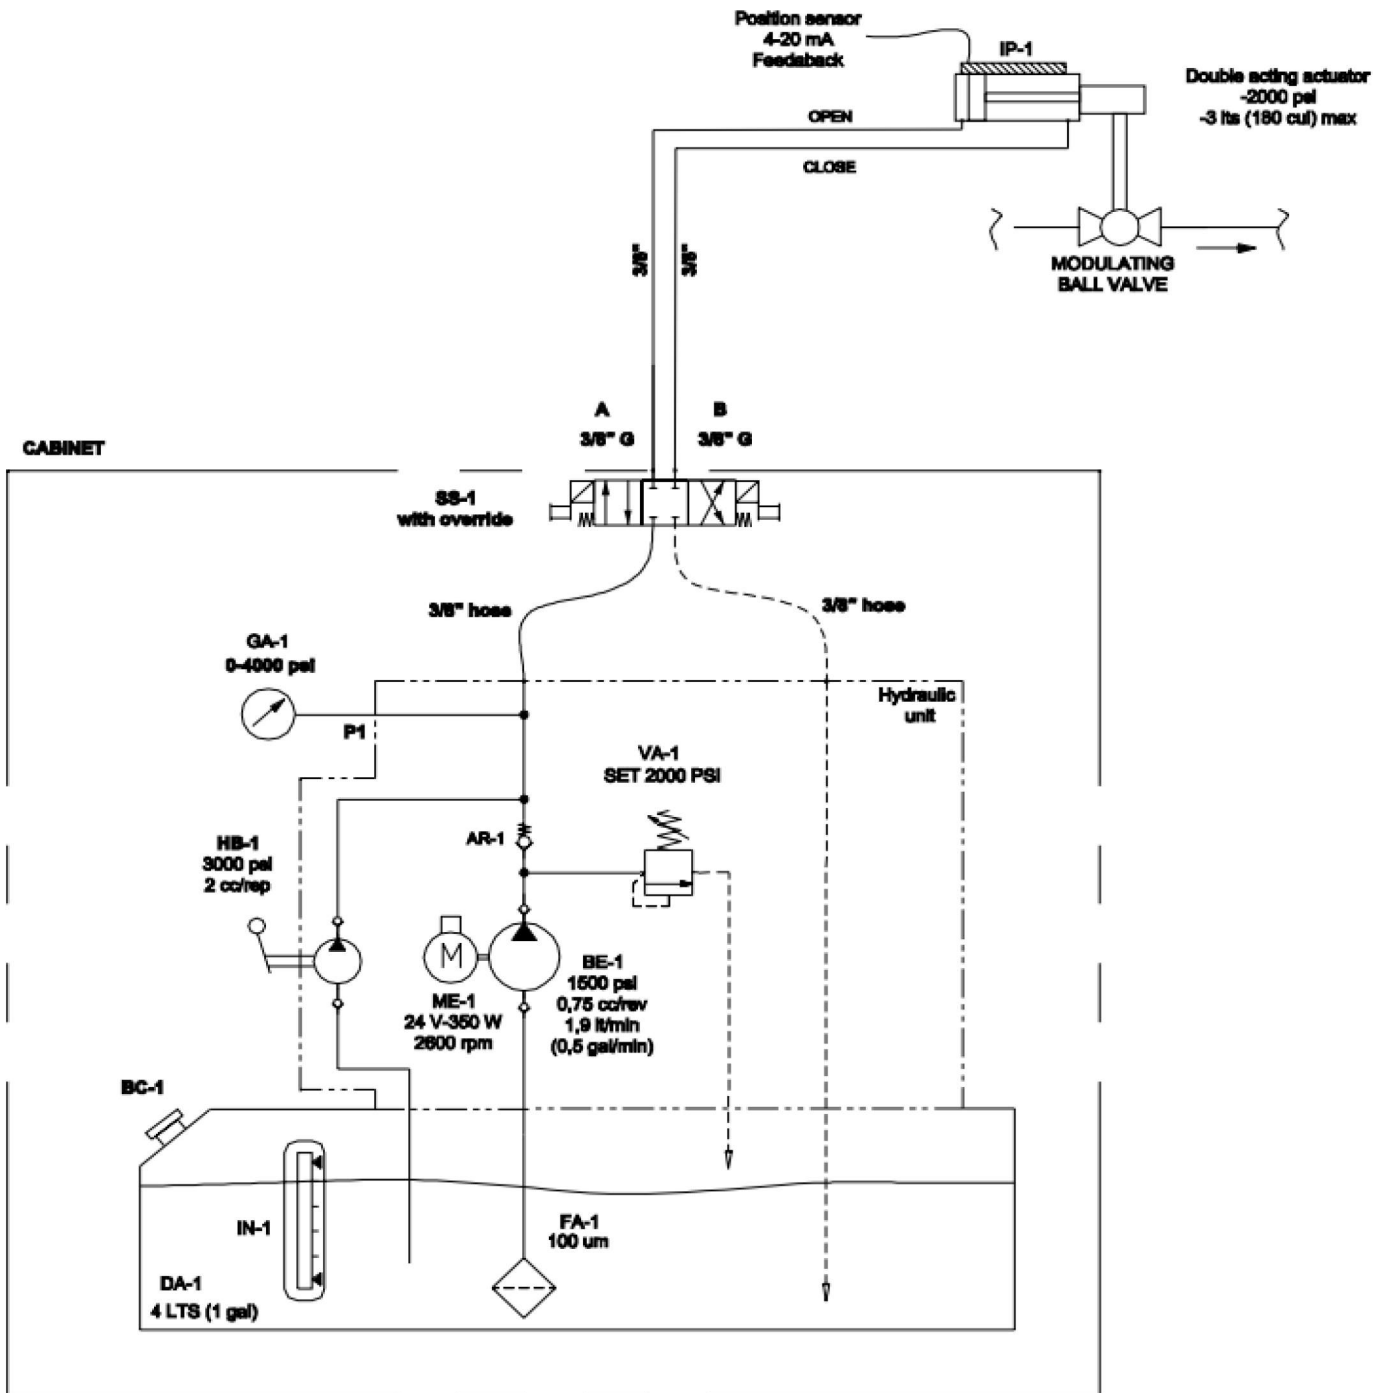 Position sensor
4-20 mA
Feedaback
IP-1
Double acting actuator
-2000 psi
-3 lts (180 cui) max
OPEN
CLOSE
3/8"
3/8"
MODULATING
BALL VALVE
A
3/8" G
B
3/8" G
CABINET
SS-1
with override
3/8" hose
3/8" hose
GA-1
0-4000 psi
P1
Hydraulic
unit
VA-1
SET 2000 PSI
AR-1
HB-1
3000 psi
2 cc/rep
M
ME-1
24 V-350 W
2600 rpm
BE-1
1500 psi
0,75 cc/rev
1,9 lt/min
(0,5 gal/min)
BC-1
IN-1
FA-1
100 um
DA-1
4 LTS (1 gal)